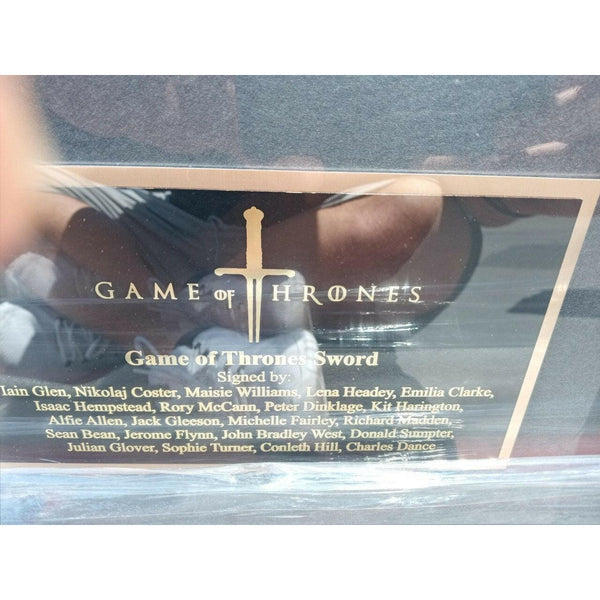 GAME OF THRONES
Game of Thrones Sword
Signed by:
Iain Glen, Nikolaj Coster, Maisie Williams, Lena Headey, Emilia Clarke,
Isaac Hempstead, Rory McCann, Peter Dinklage, Kit Harington,
Alfie Allen, Jack Gleeson, Michelle Fairley, Richard Madden,
Sean Bean, Jerome Flynn, John Bradley West, Donald Sumpter,
Julian Glover, Sophie Turner, Conleth Hill, Charles Dance